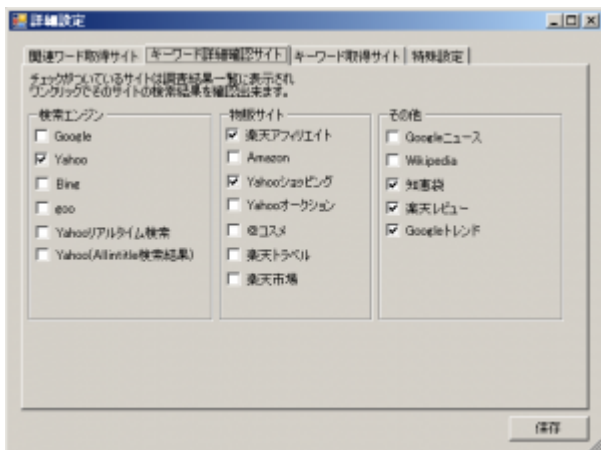 詳細設定
関連ワード取得サイト
キーワード詳細確認サイト
キーワード取得サイト
特殊設定
チェックがついているサイトは調査結果一覧に表示され
ワンクリックでそのサイトの検索結果を確認出来ます。
検索エンジン
Google
Yahoo
Bing
goo
Yahooリアルタイム検索
Yahoo(Allintitle検索結果)
物販サイト
楽天アフィリエイト
Amazon
Yahooショッピング
Yahooオークション
@コスメ
楽天トラベル
楽天市場
その他
Googleニュース
Wikipedia
知恵袋
楽天レビュー
Googleトレンド
保存